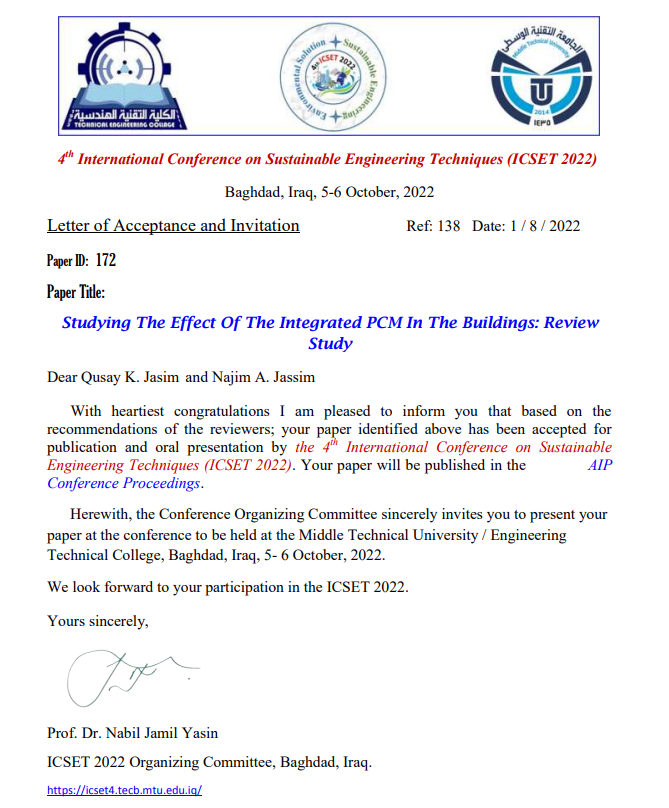 الكلية التقنية الهندسية
TECHNICAL ENGINEERING COLLEGE
Environmental Solution + Sustainable Engineering +
4th ICSET 2022
الجامعة التقنية الوسطى
Middle Technical University
2014
١٤٣٥
4th International Conference on Sustainable Engineering Techniques (ICSET 2022)
Baghdad, Iraq, 5-6 October, 2022
Letter of Acceptance and Invitation Ref: 138 Date: 1 / 8 / 2022
Paper ID: 172
Paper Title:
Studying The Effect Of The Integrated PCM In The Buildings: Review
Study
Dear Qusay K. Jasim and Najim A. Jassim
With heartiest congratulations I am pleased to inform you that based on the
recommendations of the reviewers; your paper identified above has been accepted for
publication and oral presentation by the 4th International Conference on Sustainable
Engineering Techniques (ICSET 2022). Your paper will be published in the AIP
Conference Proceedings.
Herewith, the Conference Organizing Committee sincerely invites you to present your
paper at the conference to be held at the Middle Technical University / Engineering
Technical College, Baghdad, Iraq, 5- 6 October, 2022.
We look forward to your participation in the ICSET 2022.
Yours sincerely,
Prof. Dr. Nabil Jamil Yasin
ICSET 2022 Organizing Committee, Baghdad, Iraq.
https://icset4.tecb.mtu.edu.iq/